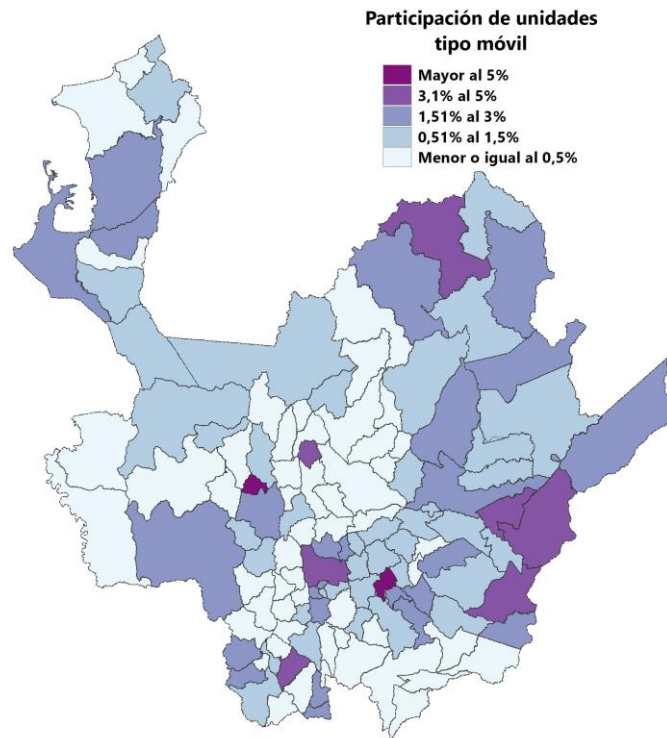 Participación de unidades
tipo móvil
Mayor al 5%
3,1% al 5%
1,51% al 3%
0,51% al 1,5%
Menor o igual al 0,5%